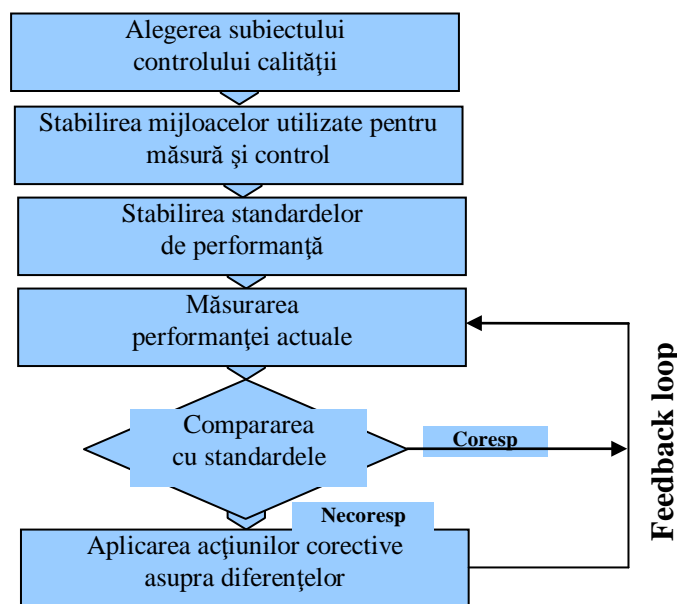 Alegerea subiectului
controlului calităţii
Stabilirea mijloacelor utilizate pentru
măsură şi control
Stabilirea standardelor
de performanţă
Măsurarea
performanţei actuale
Compararea
cu standardele
Coresp
Necoresp
Aplicarea acţiunilor corective
asupra diferenţelor
Feedback loop